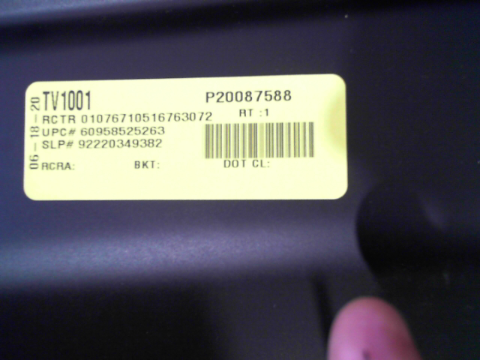 TV1001 P20087588
RCTR 01076710516763072 RT :1
UPC# 60958525263
SLP# 92220349382
RCRA: BKT: DOT CL:
06-18-20